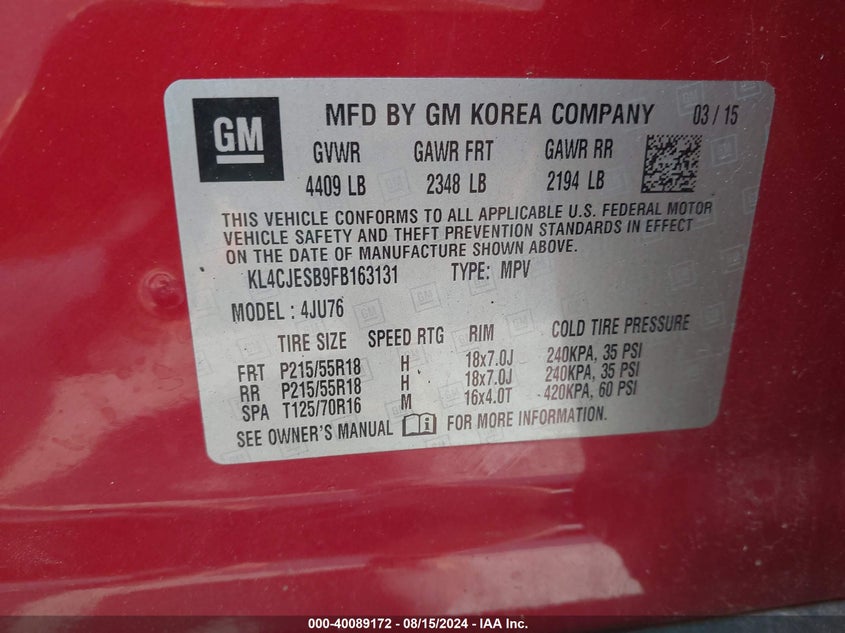 GM
MFD BY GM KOREA COMPANY 03 / 15
GVWR GAWR FRT GAWR RR
4409 LB 2348 LB 2194 LB
THIS VEHICLE CONFORMS TO ALL APPLICABLE U.S. FEDERAL MOTOR
VEHICLE SAFETY AND THEFT PREVENTION STANDARDS IN EFFECT
ON THE DATE OF MANUFACTURE SHOWN ABOVE.
KL4CJESB9FB163131 TYPE: MPV
MODEL : 4JU76
TIRE SIZE SPEED RTG RIM COLD TIRE PRESSURE
FRT P215/55R18 H 18x7.0J 240KPA, 35 PSI
RR P215/55R18 H 18x7.0J 240KPA, 35 PSI
SPA T125/70R16 M 16x4.0T 420KPA, 60 PSI
SEE OWNER'S MANUAL FOR MORE INFORMATION.
000-40089172 - 08/15/2024 - IAA Inc.